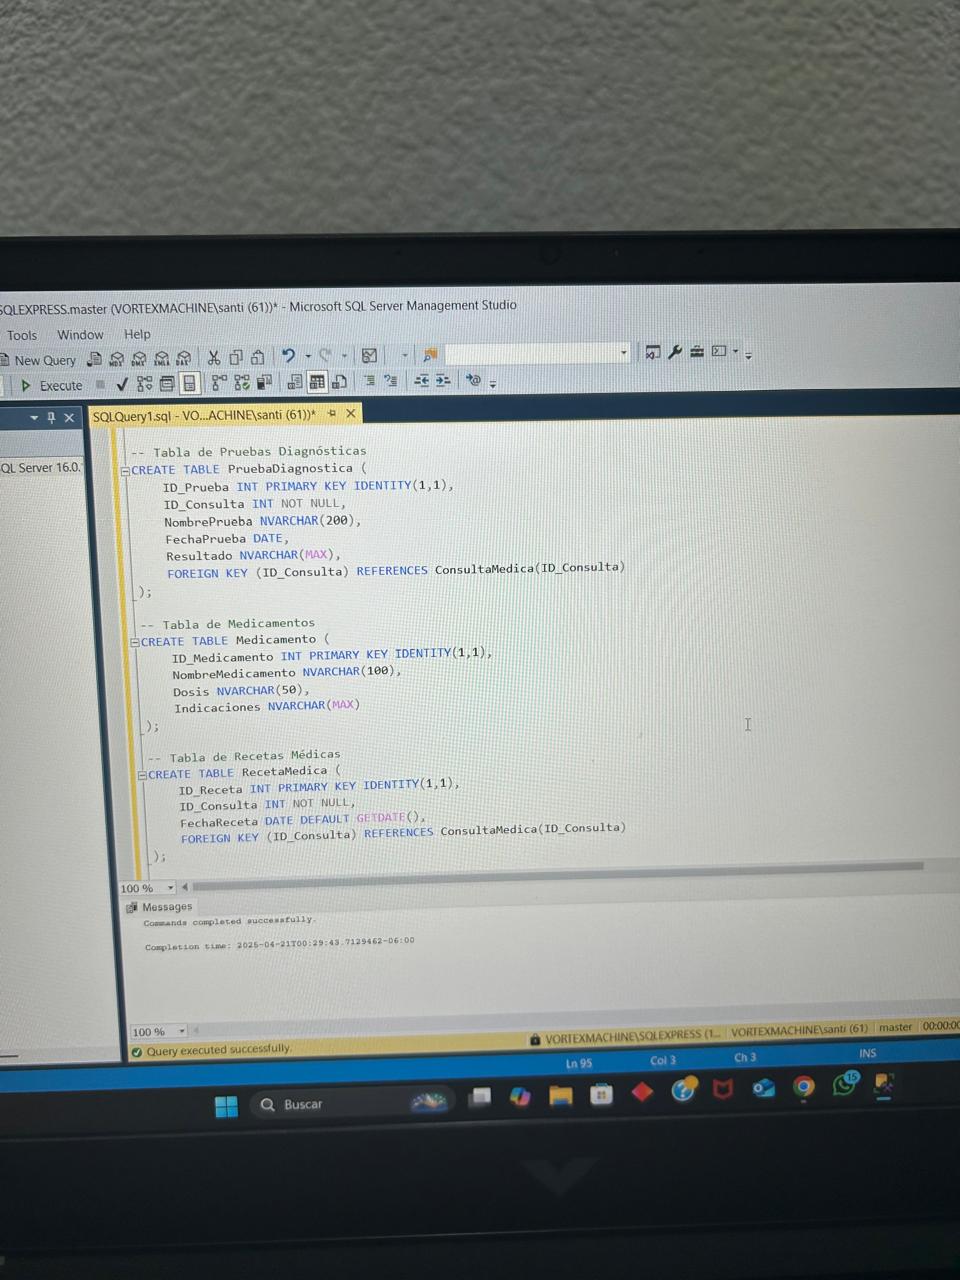 SQLEXPRESS.master (VORTEXMACHINE\santi (61))* - Microsoft SQL Server Management Studio
Tools Window Help
New Query
Execute
SQLQuery1.sql - VO...ACHINE\santi (61))*
QL Server 16.0.
-- Tabla de Pruebas Diagnósticas
CREATE TABLE PruebaDiagnostica (
ID_Prueba INT PRIMARY KEY IDENTITY(1,1),
ID_Consulta INT NOT NULL,
NombrePrueba NVARCHAR(200),
FechaPrueba DATE,
Resultado NVARCHAR(MAX),
FOREIGN KEY (ID_Consulta) REFERENCES ConsultaMedica(ID_Consulta)
);
-- Tabla de Medicamentos
CREATE TABLE Medicamento (
ID_Medicamento INT PRIMARY KEY IDENTITY(1,1),
NombreMedicamento NVARCHAR(100),
Dosis NVARCHAR(50),
Indicaciones NVARCHAR(MAX)
);
-- Tabla de Recetas Médicas
CREATE TABLE RecetaMedica (
ID_Receta INT PRIMARY KEY IDENTITY(1,1),
ID_Consulta INT NOT NULL,
FechaReceta DATE DEFAULT GETDATE(),
FOREIGN KEY (ID_Consulta) REFERENCES ConsultaMedica(ID_Consulta)
);
100 %
Messages
Commands completed successfully.
Completion time: 2025-04-21T00:29:43.7129462-06:00
100 %
Query executed successfully. VORTEXMACHINE\SQLEXPRESS (1... VORTEXMACHINE\santi (61) master 00:00:00
Ln 95 Col 3 Ch 3 INS
Buscar
15